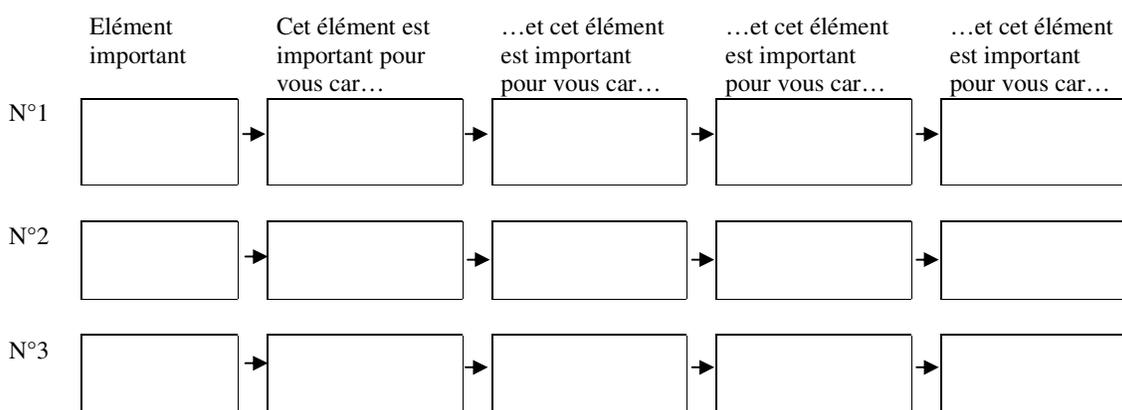 Elément
important
Cet élément est
important pour
vous car…
…et cet élément
est important
pour vous car…
…et cet élément
est important
pour vous car…
…et cet élément
est important
pour vous car…
N°1
N°2
N°3